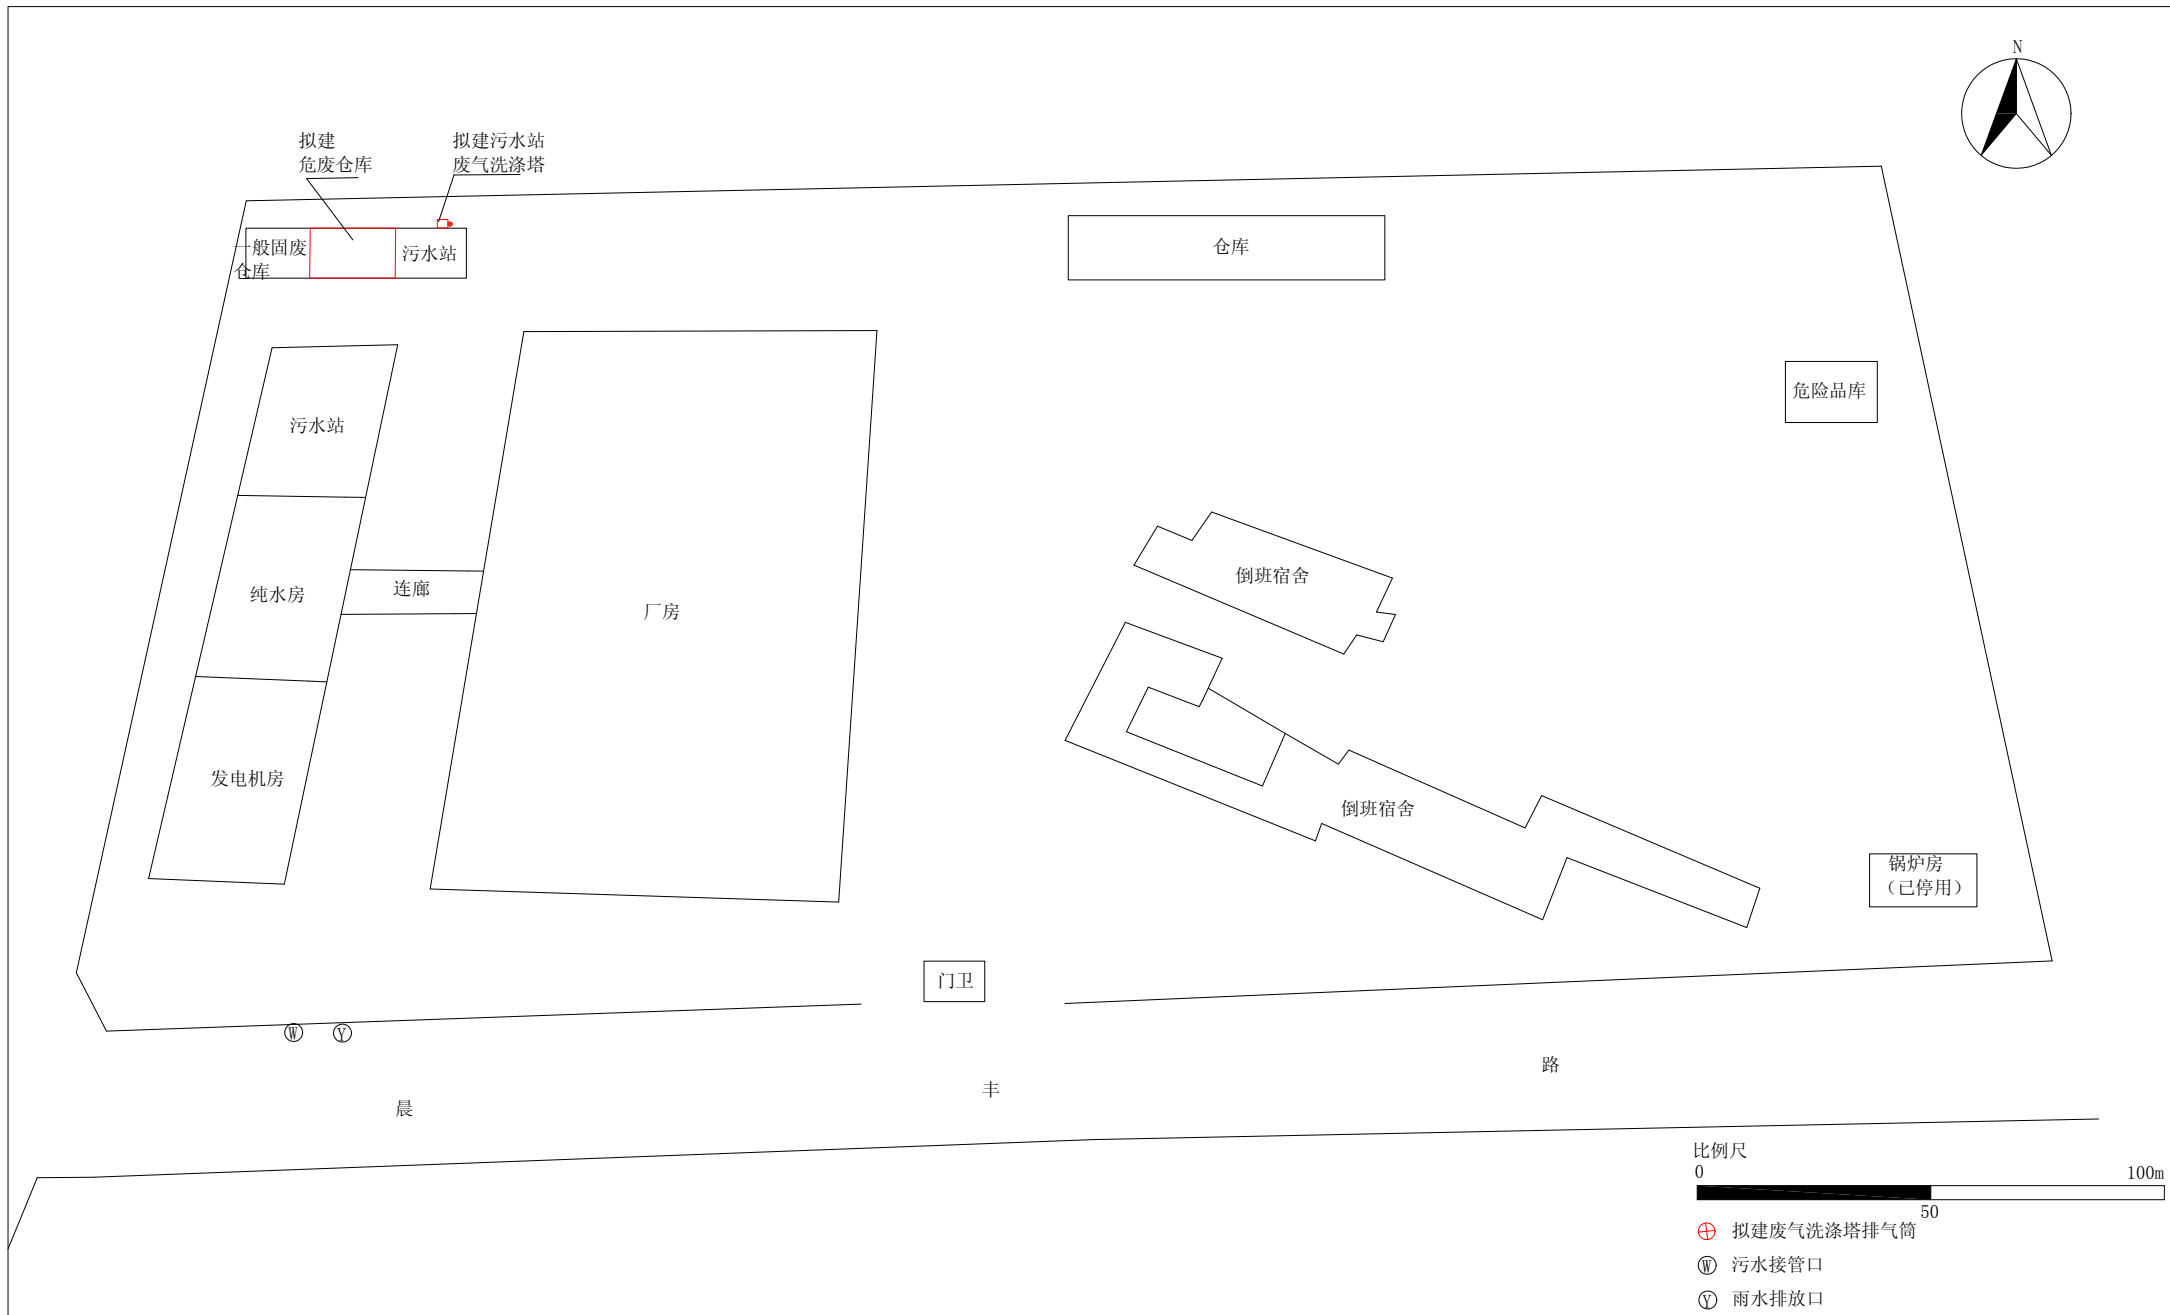 N
拟建
危废仓库
拟建污水站
废气洗涤塔
一般固废
仓库
污水站
仓库
危险品库
污水站
倒班宿舍
连廊
纯水房
厂房
发电机房
倒班宿舍
锅炉房
（已停用）
门卫
W
Y
晨
丰
路
比例尺
0
100m
50
拟建废气洗涤塔排气筒
W 污水接管口
Y 雨水排放口